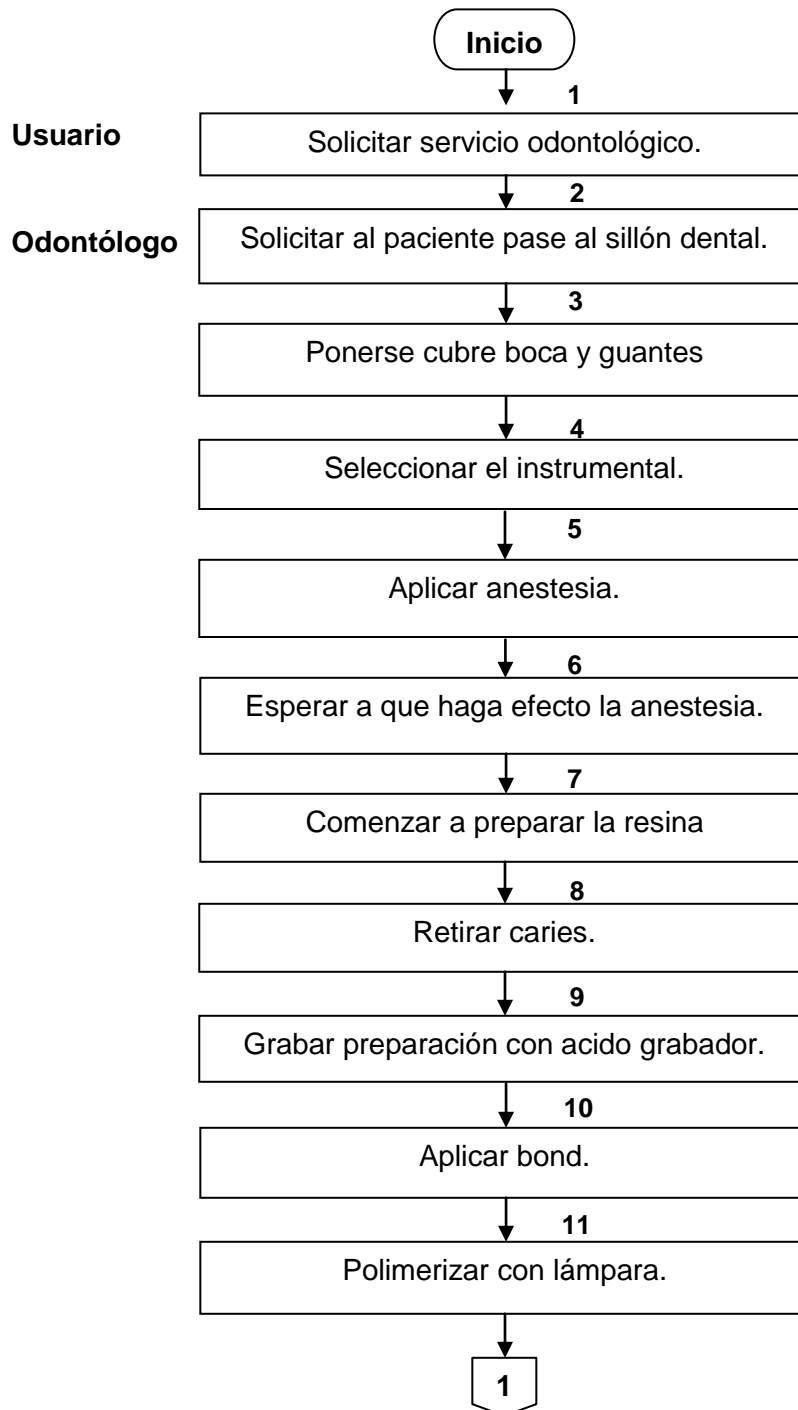 Inicio
1
Usuario
Solicitar servicio odontológico.
2
Odontólogo
Solicitar al paciente pase al sillón dental.
3
Ponerse cubre boca y guantes
4
Seleccionar el instrumental.
5
Aplicar anestesia.
6
Esperar a que haga efecto la anestesia.
7
Comenzar a preparar la resina
8
Retirar caries.
9
Grabar preparación con acido grabador.
10
Aplicar bond.
11
Polimerizar con lámpara.
1